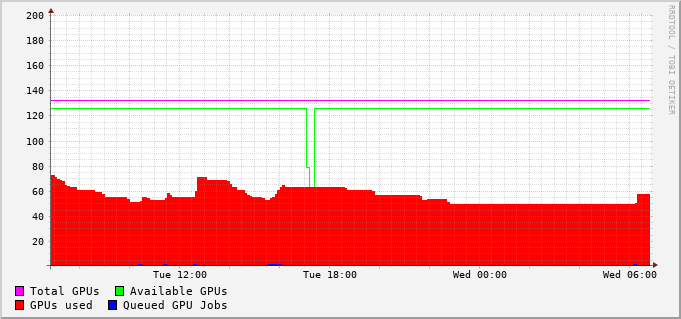 200
180
160
140
120
100
80
60
40
20
Tue 12:00 Tue 18:00 Wed 00:00 Wed 06:00
Total GPUs Available GPUs
GPUs used Queued GPU Jobs
RRDTOOL / TOBI OETIKER